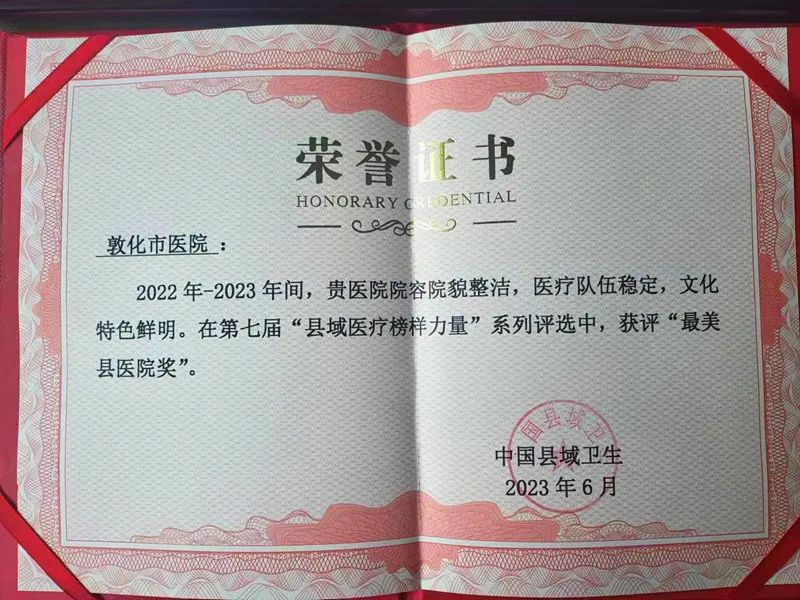 荣誉证书
HONORARY CREDENTIAL
敦化市医院：
2022年-2023年间，贵医院院容院貌整洁，医疗队伍稳定，文化
特色鲜明。在第七届“县域医疗榜样力量”系列评选中，获评“最美
县医院奖”。
国县域卫
中国县域卫生
2023年6月